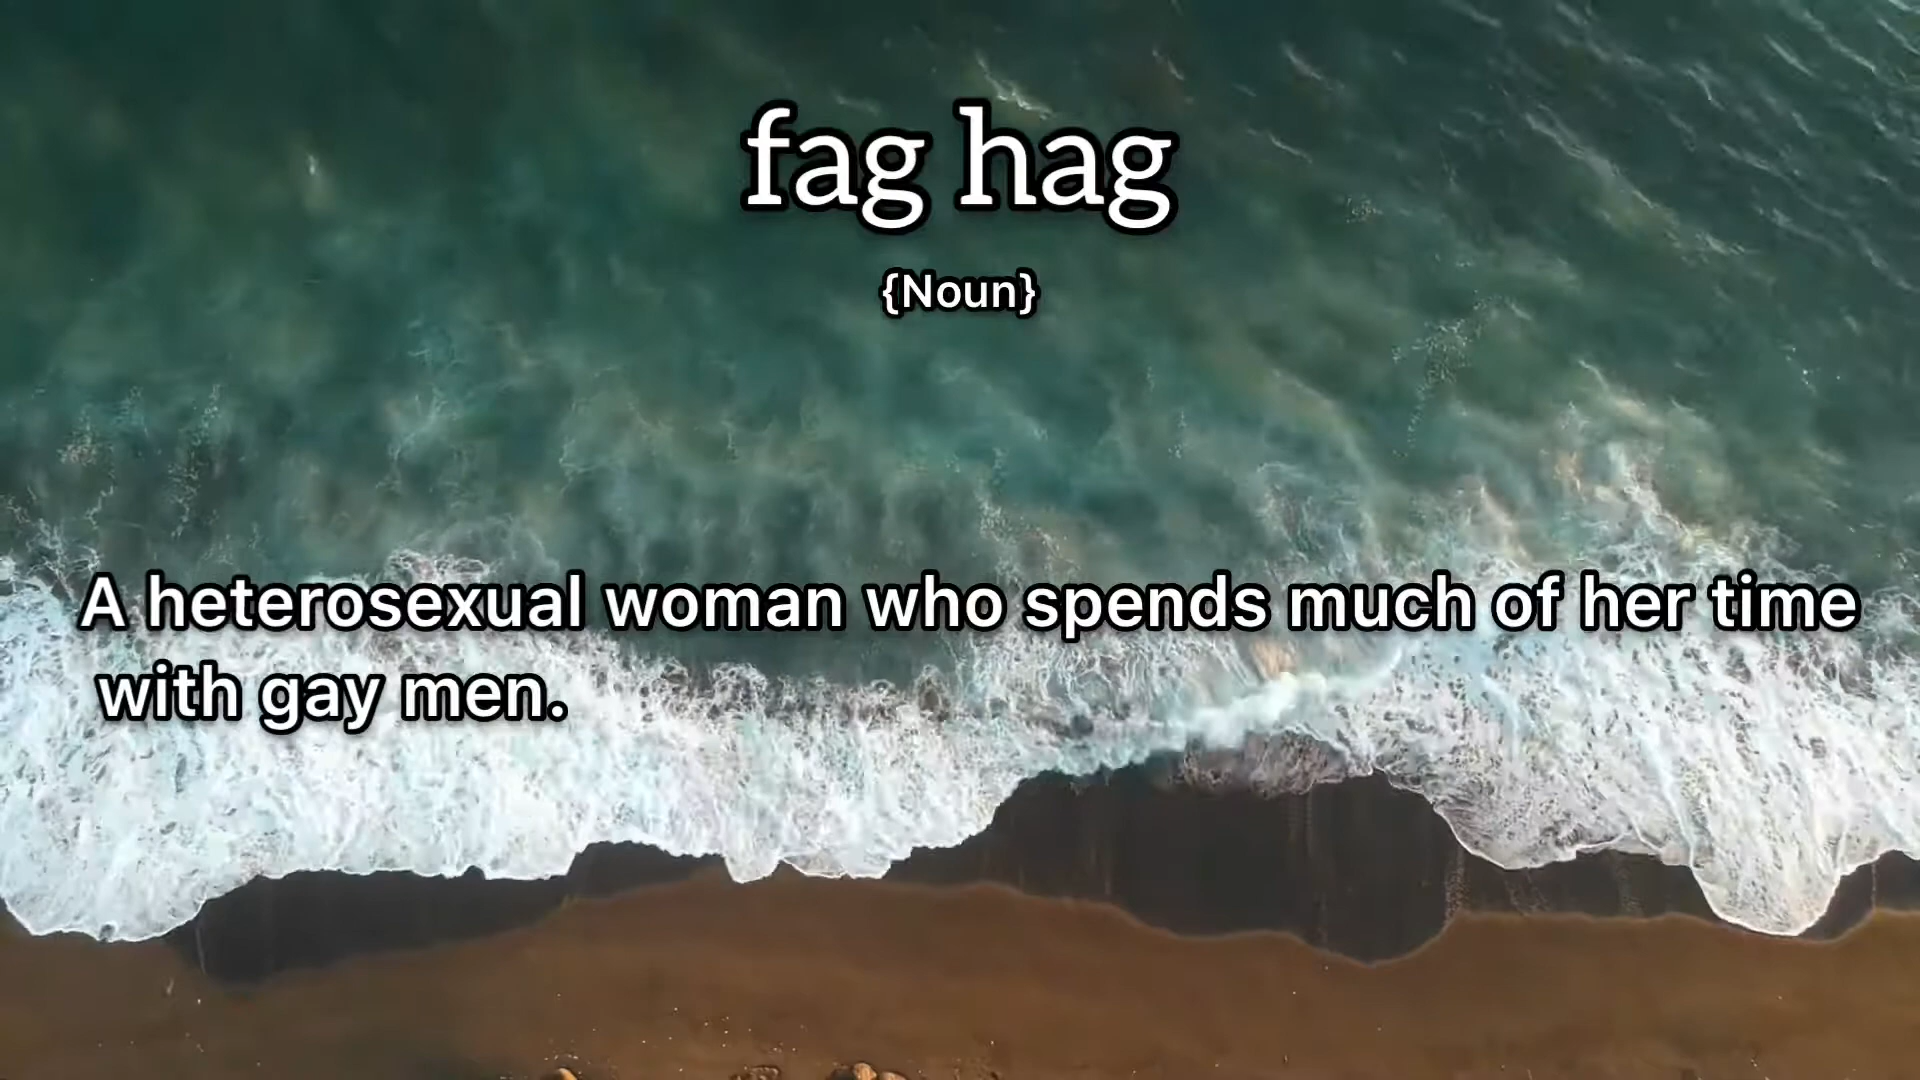 fag hag
{Noun}
A heterosexual woman who spends much of her time
with gay men.